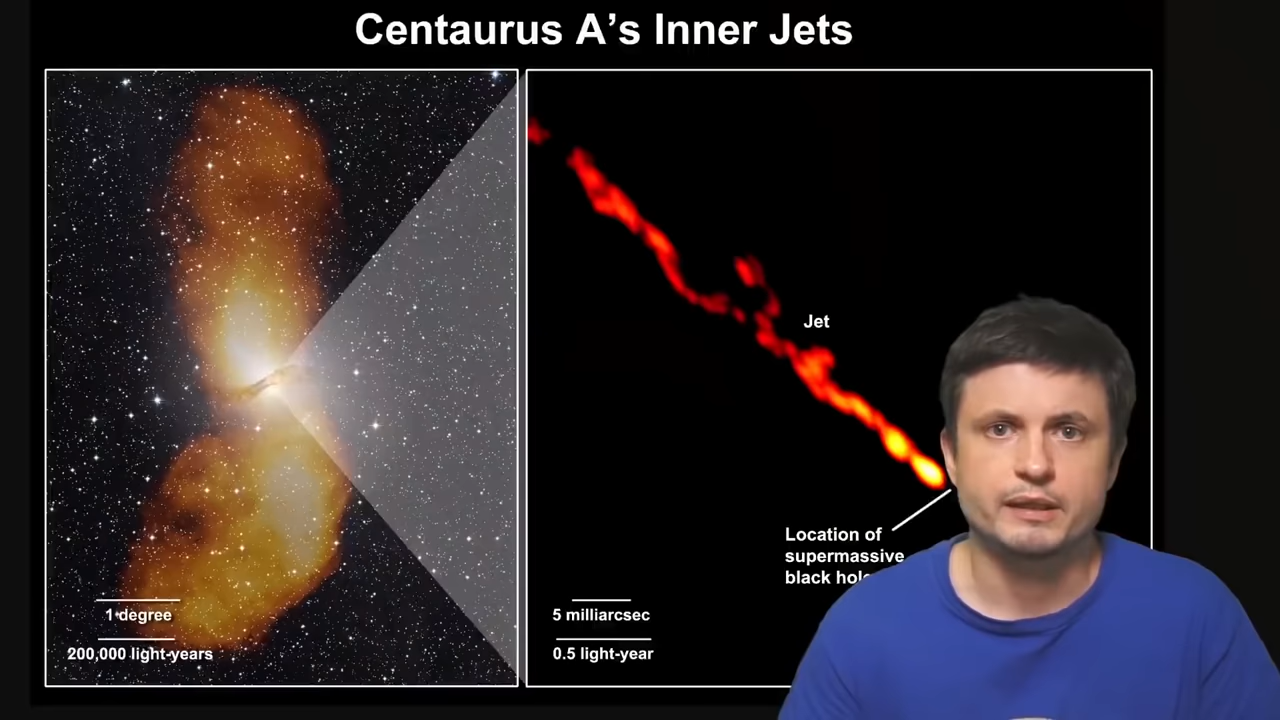 Centaurus A’s Inner Jets
1 degree
200,000 light-years
Jet
Location of
supermassive
black
5 milliarcsec
0.5 light-year